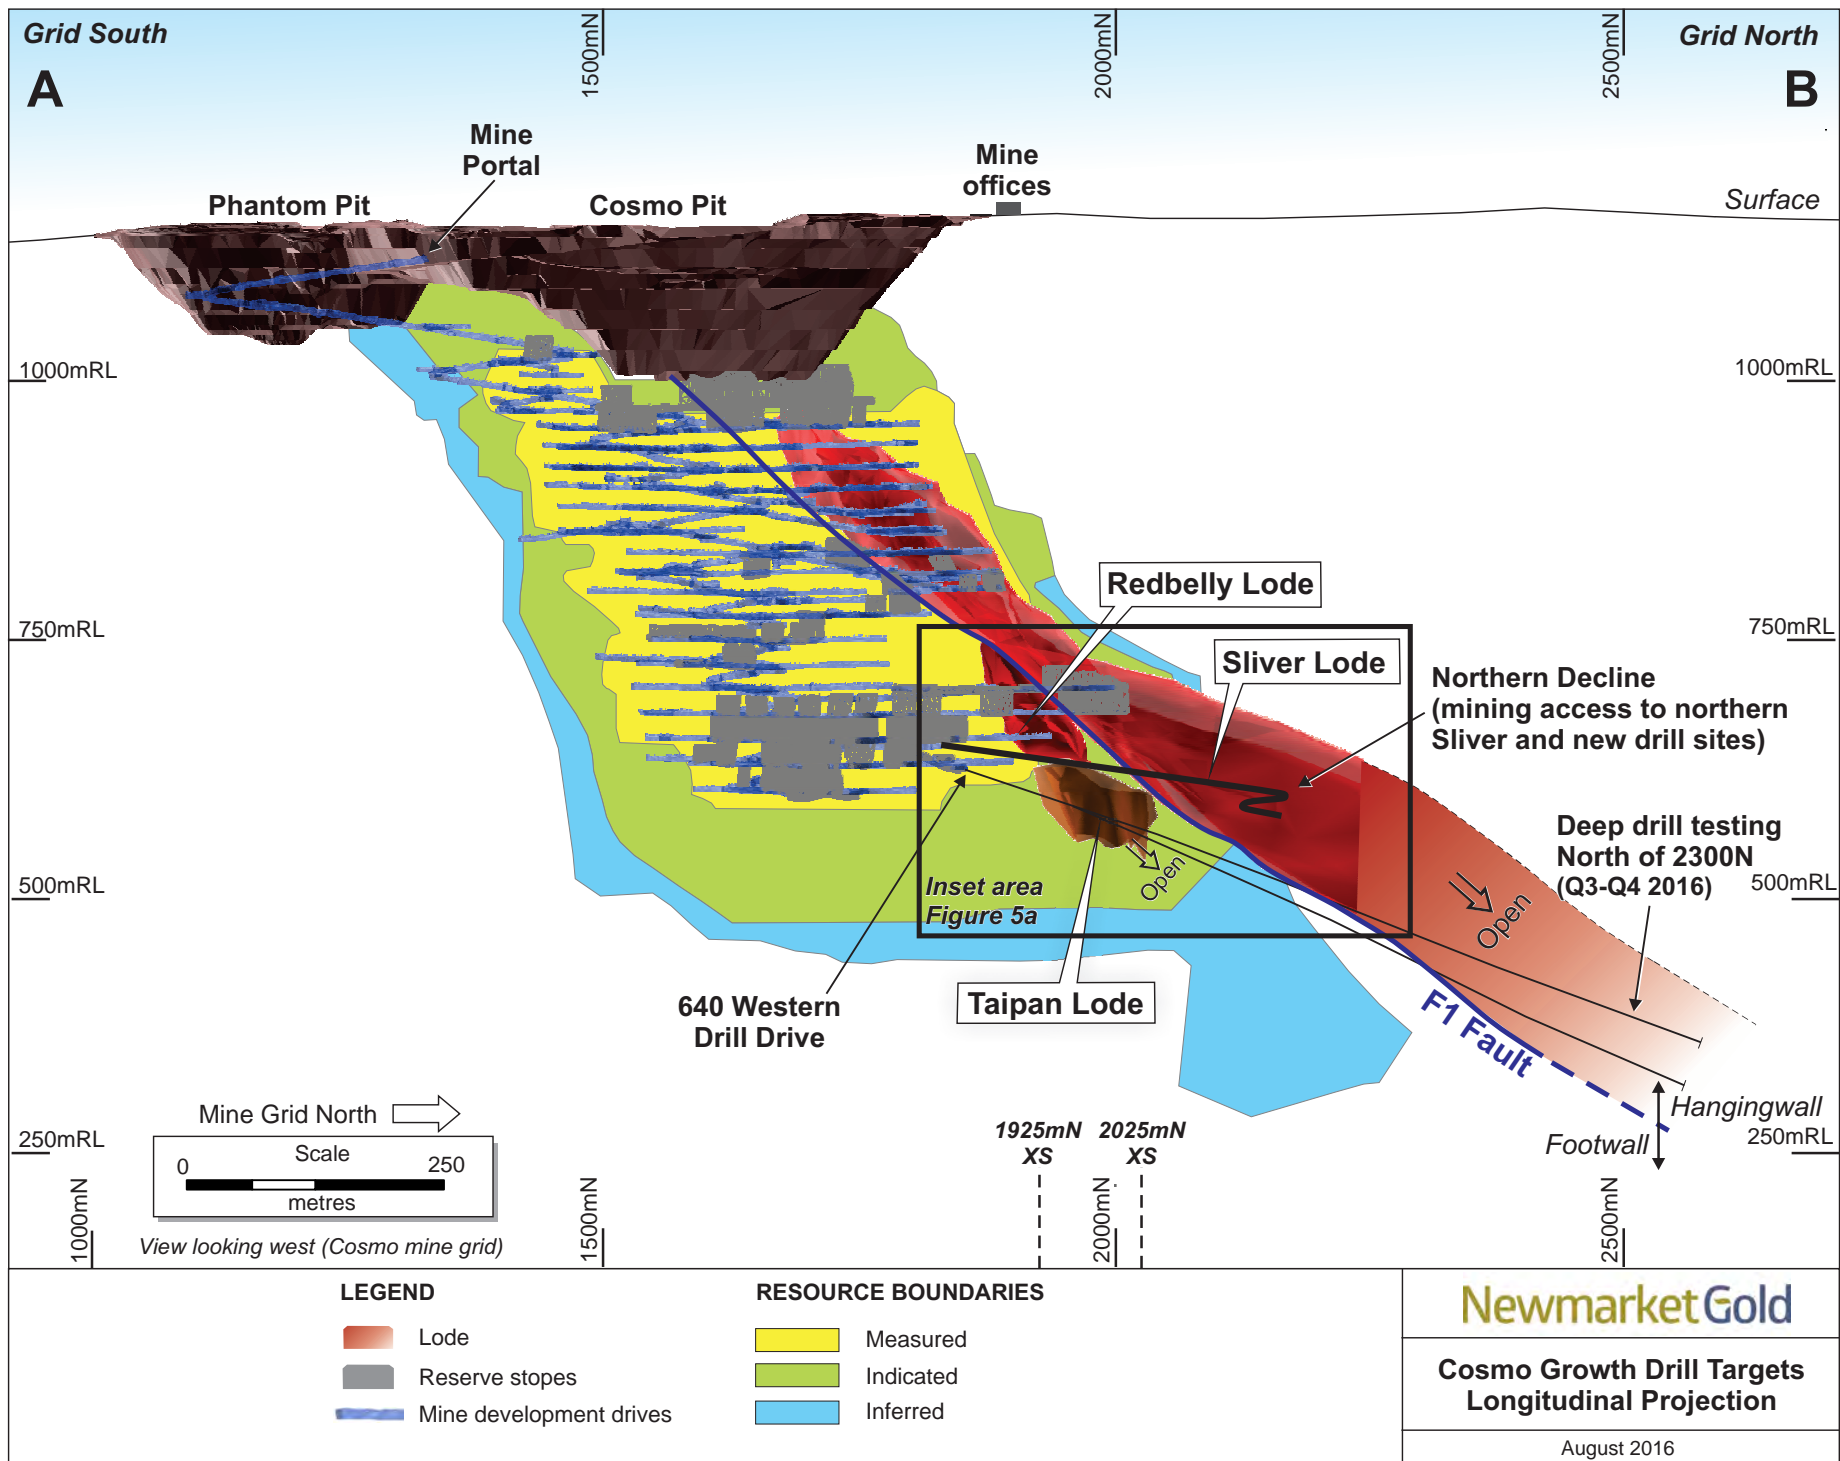 Grid South
1500mN
2000mN
2500mN
Grid North
A
B
Mine
Portal
Mine
offices
Phantom Pit
Cosmo Pit
Surface
1000mRL
1000mRL
Redbelly Lode
750mRL
750mRL
Sliver Lode
Northern Decline
(mining access to northern
Sliver and new drill sites)
Deep drill testing
North of 2300N
(Q3-Q4 2016)
500mRL
500mRL
Open
Open
Inset area
Figure 5a
Taipan Lode
640 Western
Drill Drive
F1 Fault
Hangingwall
Footwall
Mine Grid North
250mRL
250mRL
Scale
0
250
metres
1925mN
XS
2025mN
XS
View looking west (Cosmo mine grid)
1000mN
1500mN
2000mN
2500mN
LEGEND
Lode
Reserve stopes
Mine development drives
RESOURCE BOUNDARIES
Measured
Indicated
Inferred
Newmarket Gold
Cosmo Growth Drill Targets
Longitudinal Projection
August 2016